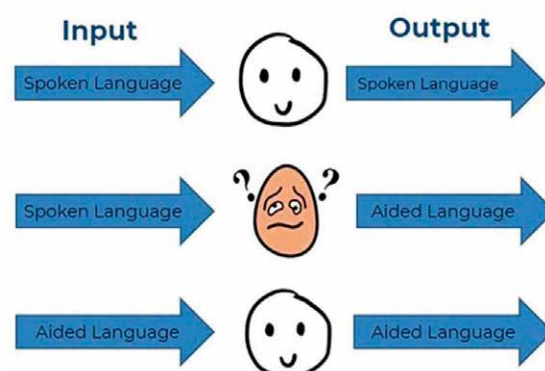 Input
Output
Spoken Language
Spoken Language
? ?
Spoken Language
Aided Language
Aided Language
Aided Language